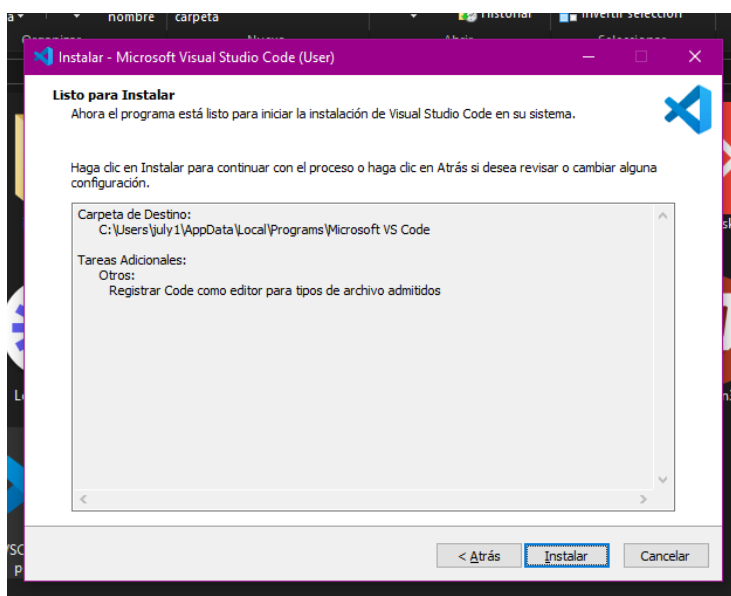 nombre carpeta
Historial
Invertir selección
Instalar - Microsoft Visual Studio Code (User)
Listo para Instalar
Ahora el programa está listo para iniciar la instalación de Visual Studio Code en su sistema.
Haga clic en Instalar para continuar con el proceso o haga clic en Atrás si desea revisar o cambiar alguna
configuración.
Carpeta de Destino:
C:\Users\july1\AppData\Local\Programs\Microsoft VS Code
Tareas Adicionales:
Otros:
Registrar Code como editor para tipos de archivo admitidos
< Atrás
Instalar
Cancelar